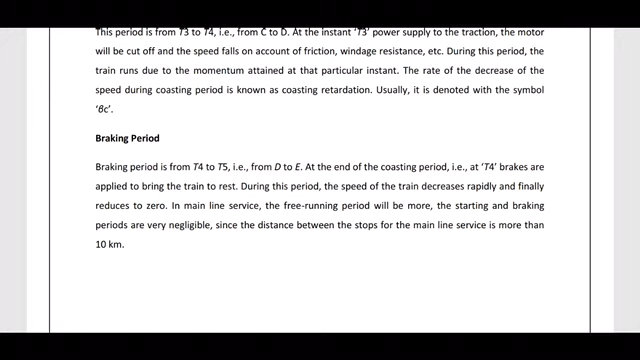 This period is from T3 to T4, i.e., from C to D. At the instant ‘T3’ power supply to the traction, the motor
will be cut off and the speed falls on account of friction, windage resistance, etc. During this period, the
train runs due to the momentum attained at that particular instant. The rate of the decrease of the
speed during coasting period is known as coasting retardation. Usually, it is denoted with the symbol
‘βc’.
Braking Period
Braking period is from T4 to T5, i.e., from D to E. At the end of the coasting period, i.e., at ‘T4’ brakes are
applied to bring the train to rest. During this period, the speed of the train decreases rapidly and finally
reduces to zero. In main line service, the free-running period will be more, the starting and braking
periods are very negligible, since the distance between the stops for the main line service is more than
10 km.